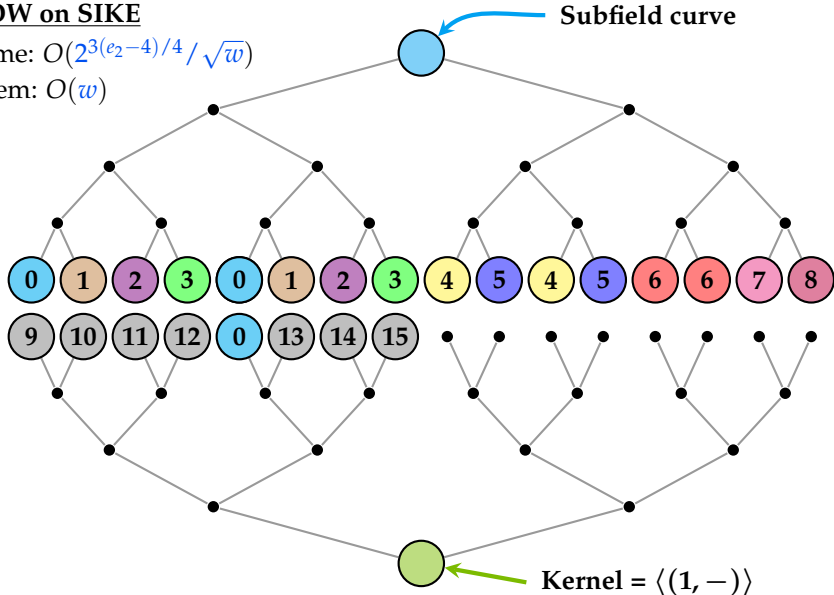 OW on SIKE
Subfield curve
me: O(2^{3(e_2−4)/4}/√w)
em: O(w)
0 1 2 3 0 1 2 3 4 5 4 5 6 6 7 8
9 10 11 12 0 13 14 15
Kernel = ⟨(1, −)⟩